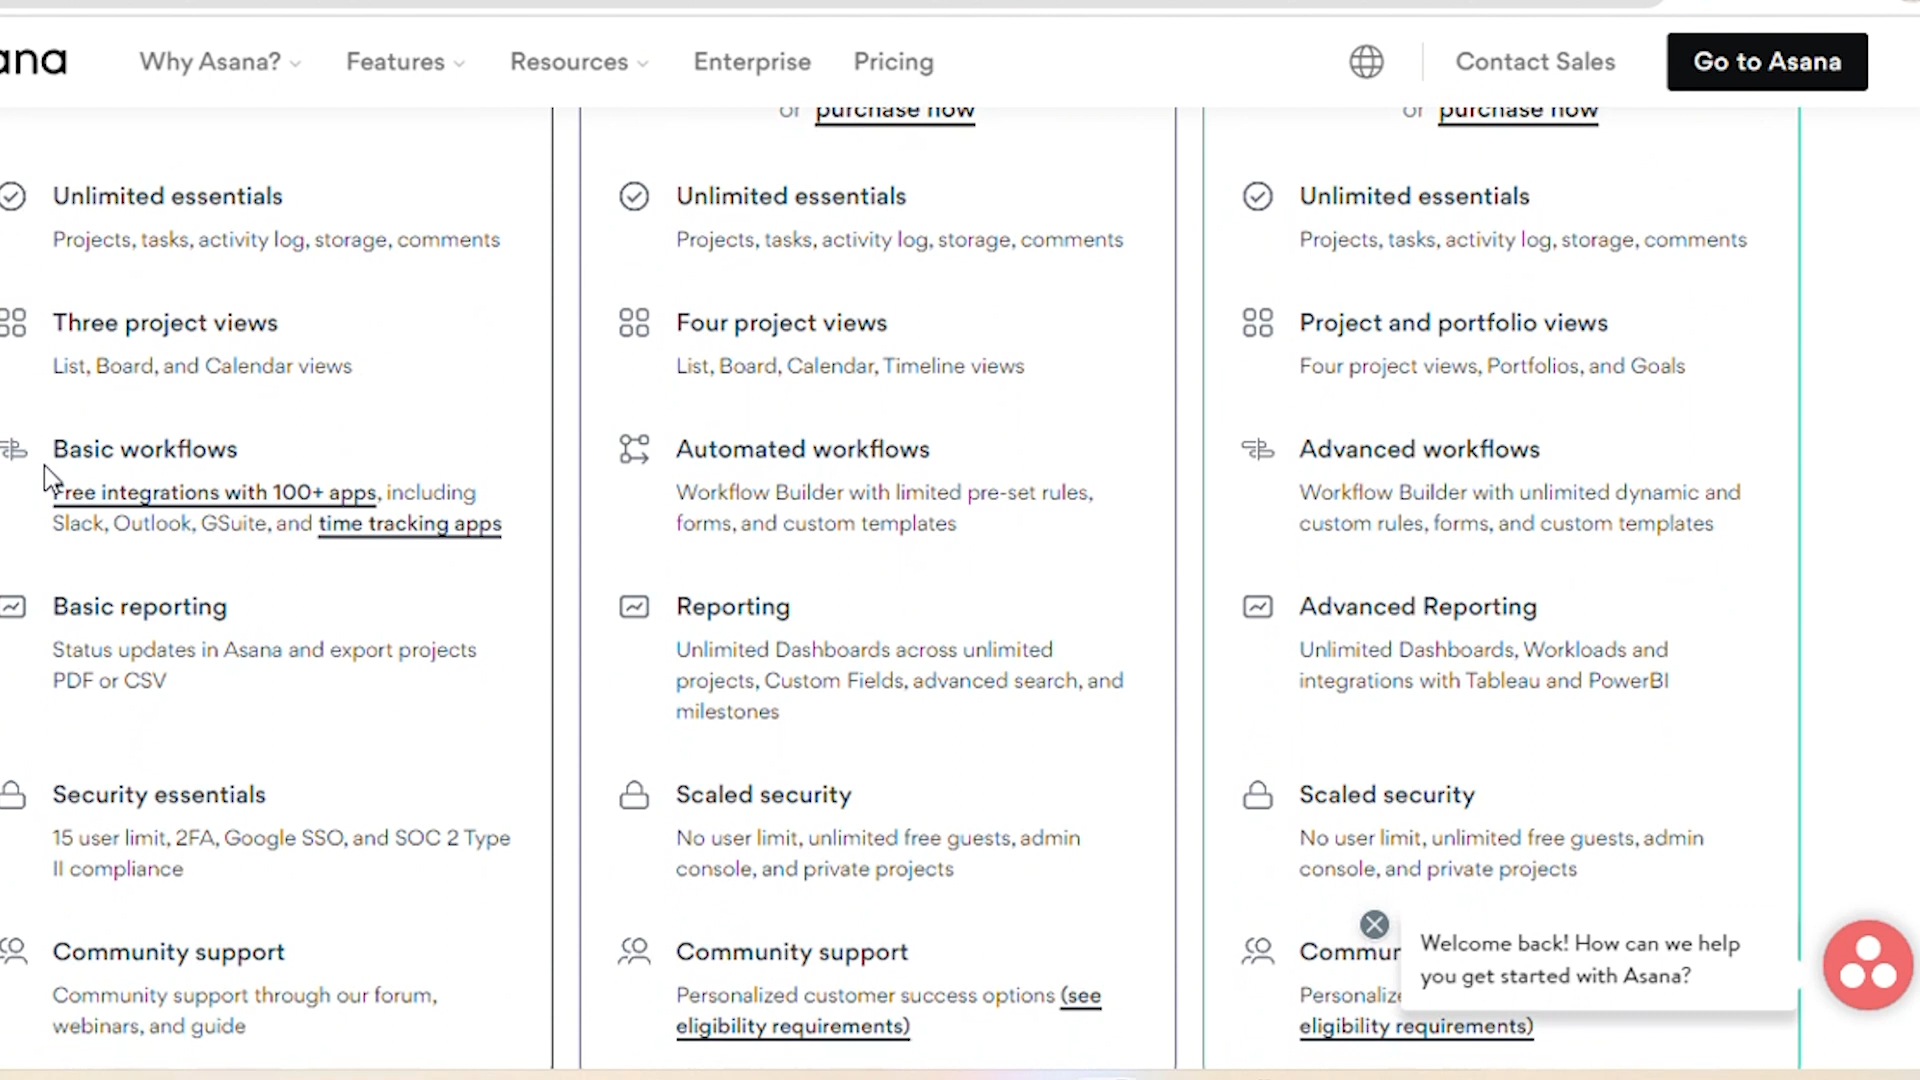 ana
Why Asana?
Features
Resources
Enterprise
Pricing
Contact Sales
Go to Asana
Unlimited essentials
Projects, tasks, activity log, storage, comments
Three project views
List, Board, and Calendar views
Basic workflows
Free integrations with 100+ apps, including
Slack, Outlook, GSuite, and time tracking apps
Basic reporting
Status updates in Asana and export projects
PDF or CSV
Security essentials
15 user limit, 2FA, Google SSO, and SOC 2 Type
II compliance
Community support
Community support through our forum,
webinars, and guide
or purchase now
Unlimited essentials
Projects, tasks, activity log, storage, comments
Four project views
List, Board, Calendar, Timeline views
Automated workflows
Workflow Builder with limited pre-set rules,
forms, and custom templates
Reporting
Unlimited Dashboards across unlimited
projects, Custom Fields, advanced search, and
milestones
Scaled security
No user limit, unlimited free guests, admin
console, and private projects
Community support
Personalized customer success options (see
eligibility requirements)
or purchase now
Unlimited essentials
Projects, tasks, activity log, storage, comments
Project and portfolio views
Four project views, Portfolios, and Goals
Advanced workflows
Workflow Builder with unlimited dynamic and
custom rules, forms, and custom templates
Advanced Reporting
Unlimited Dashboards, Workloads and
integrations with Tableau and PowerBI
Scaled security
No user limit, unlimited free guests, admin
console, and private projects
Commun
Personalize
eligibility requirements)
Welcome back! How can we help
you get started with Asana?